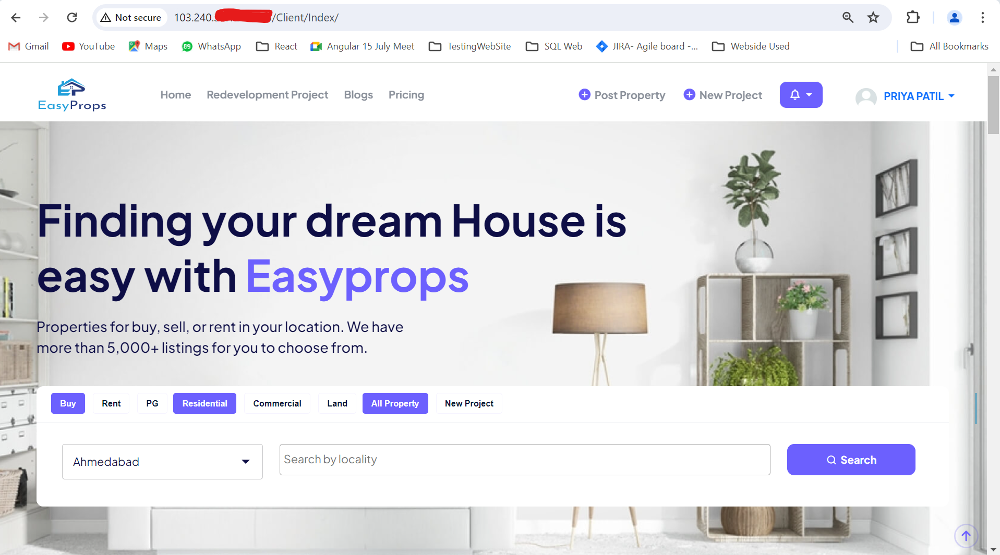 Not secure 103.240. /Client/Index/
Gmail YouTube Maps 89 WhatsApp React Angular 15 July Meet TestingWebSite SQL Web JIRA- Agile board -... Webside Used All Bookmarks
EP
EasyProps
Home Redevelopment Project Blogs Pricing Post Property New Project PRIYA PATIL
Finding your dream House is
easy with Easyprops
Properties for buy, sell, or rent in your location. We have
more than 5,000+ listings for you to choose from.
Buy Rent PG Residential Commercial Land All Property New Project
Ahmedabad Search by locality Search